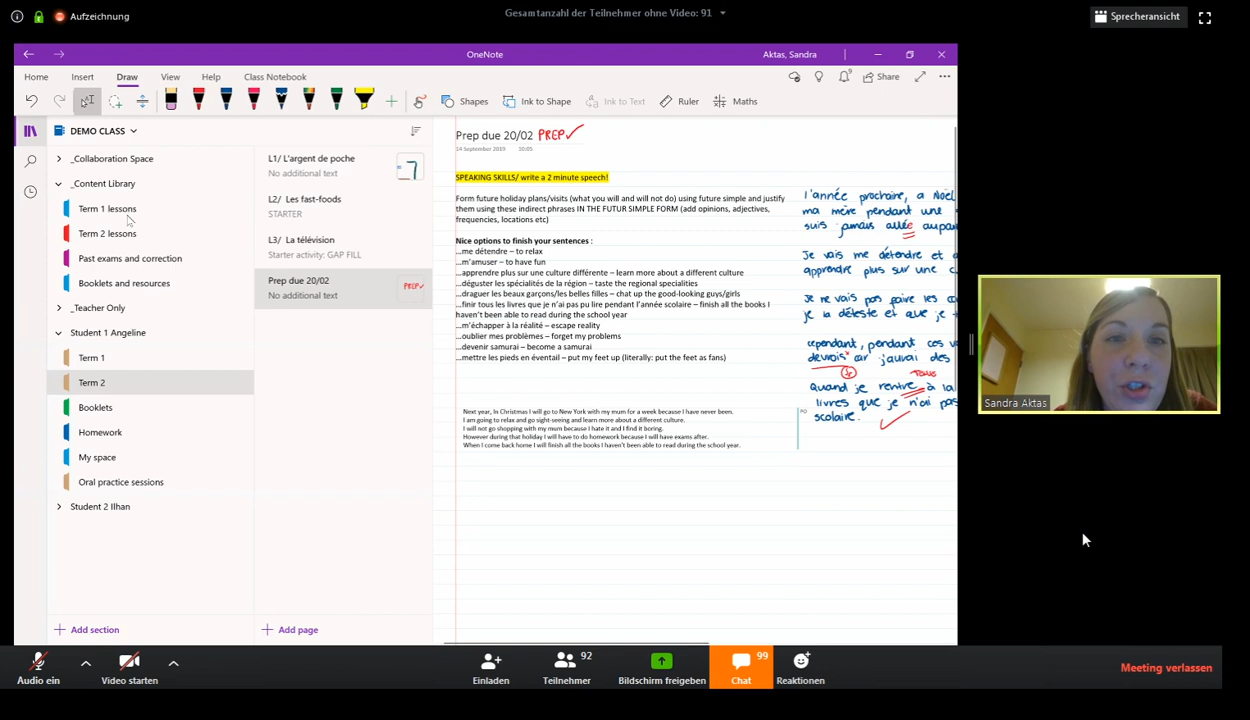 Aufzeichnung
Gesamtanzahl der Teilnehmer ohne Video: 91
Sprecheransicht
OneNote
Aktas, Sandra
Home Insert Draw View Help Class Notebook
Share
Shapes Ink to Shape Ink to Text Ruler Maths
DEMO CLASS
_Collaboration Space
_Content Library
Term 1 lessons
Term 2 lessons
Past exams and correction
Booklets and resources
_Teacher Only
Student 1 Angeline
Term 1
Term 2
Booklets
Homework
My space
Oral practice sessions
Student 2 Ilhan
Add section
L1/ L'argent de poche
No additional text
L2/ Les fast-foods
STARTER
L3/ La télévision
Starter activity: GAP FILL
Prep due 20/02
No additional text
PREP✓
Add page
Prep due 20/02 PREP✓
14 September 2019 10:05
SPEAKING SKILLS/ write a 2 minute speech!
Form future holiday plans/visits (what you will and will not do) using future simple and justify
them using these indirect phrases IN THE FUTUR SIMPLE FORM (add opinions, adjectives,
frequencies, locations etc)
Nice options to finish your sentences :
...me détendre – to relax
...m'amuser – to have fun
...apprendre plus sur une culture différente – learn more about a different culture
...déguster les spécialités de la région – taste the regional specialities
...draguer les beaux garçons/les belles filles – chat up the good-looking guys/girls
...finir tous les livres que je n'ai pas pu lire pendant l'année scolaire – finish all the books I
haven't been able to read during the school year
...m'échapper à la réalité – escape reality
...oublier mes problèmes – forget my problems
...devenir samurai – become a samurai
...mettre les pieds en éventail – put my feet up (literally: put the feet as fans)
Next year, In Christmas I will go to New York with my mum for a week because I have never been.
I am going to relax and go sight-seeing and learn more about a different culture.
I will not go shopping with my mum because I hate it and I find it boring.
However during that holiday I will have to do homework because I will have exams after.
When I come back home I will finish all the books I haven't been able to read during the school year.
l'année prochaine, a Noël
ma mère pendant une
suis jamais allée aupa
Je vais me détendre et
apprendre plus sur une c
Je ne vais pas faire les co
je la déteste et que je
cependant, pendant ces v
devrois car j'aurai des
Quand je rentre à la
livres que je n'ai pas
scolaire.
Sandra Aktas
Audio ein
Video starten
Einladen
92
Teilnehmer
Bildschirm freigeben
99
Chat
Reaktionen
Meeting verlassen